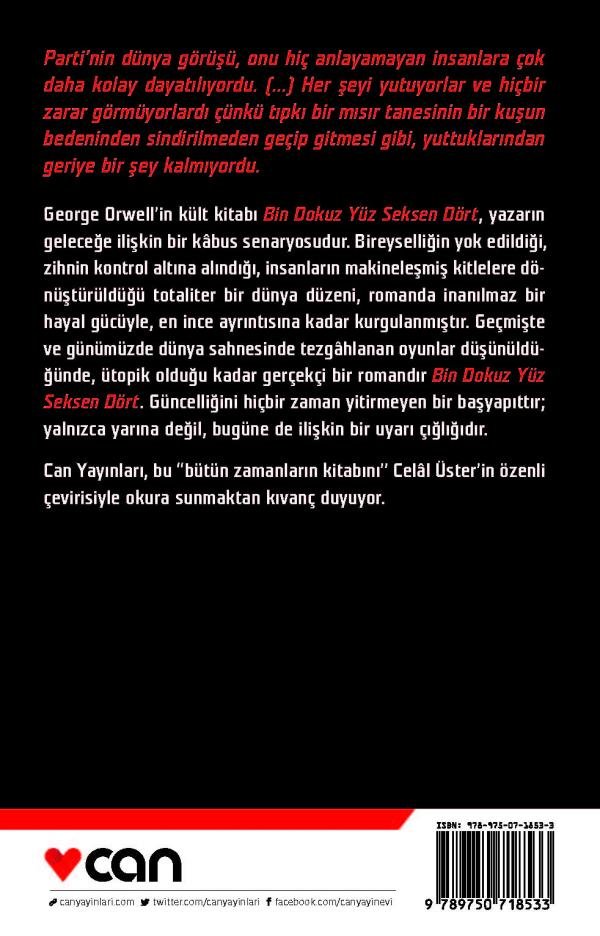 Parti'nin dünya görüşü, onu hiç anlayamayan insanlara çok
daha kolay dayatılıyordu. (...) Her şeyi yutuyorlar ve hiçbir
zarar görmüyorlardı çünkü tıpkı bir mısır tanesinin bir kuşun
bedeninden sindirilmeden geçip gitmesi gibi, yuttuklarından
geriye bir şey kalmıyordu.
George Orwell'in kült kitabı Bin Dokuz Yüz Seksen Dört, yazarın
geleceğe ilişkin bir kâbus senaryosudur. Bireyselliğin yok edildiği,
zihnin kontrol altına alındığı, insanların makineleşmiş kitlelere dö-
nüştürüldüğü totaliter bir dünya düzeni, romanda inanılmaz bir
hayal gücüyle, en ince ayrıntısına kadar kurgulanmıştır. Geçmişte
ve günümüzde dünya sahnesinde tezgâhlanan oyunlar düşünüldü-
ğünde, ütopik olduğu kadar gerçekçi bir romandır Bin Dokuz Yüz
Seksen Dört. Güncelliğini hiçbir zaman yitirmeyen bir başyapıttır;
yalnızca yarına değil, bugüne de ilişkin bir uyarı çığlığıdır.
Can Yayınları, bu "bütün zamanların kitabını" Celâl Üster'in özenli
çevirisiyle okura sunmaktan kıvanç duyuyor.
ISBN: 978-975-07-1853-3
can
canyayinlari.com twitter.com/canyayinlari facebook.com/canyayinevi
9 789750 718533